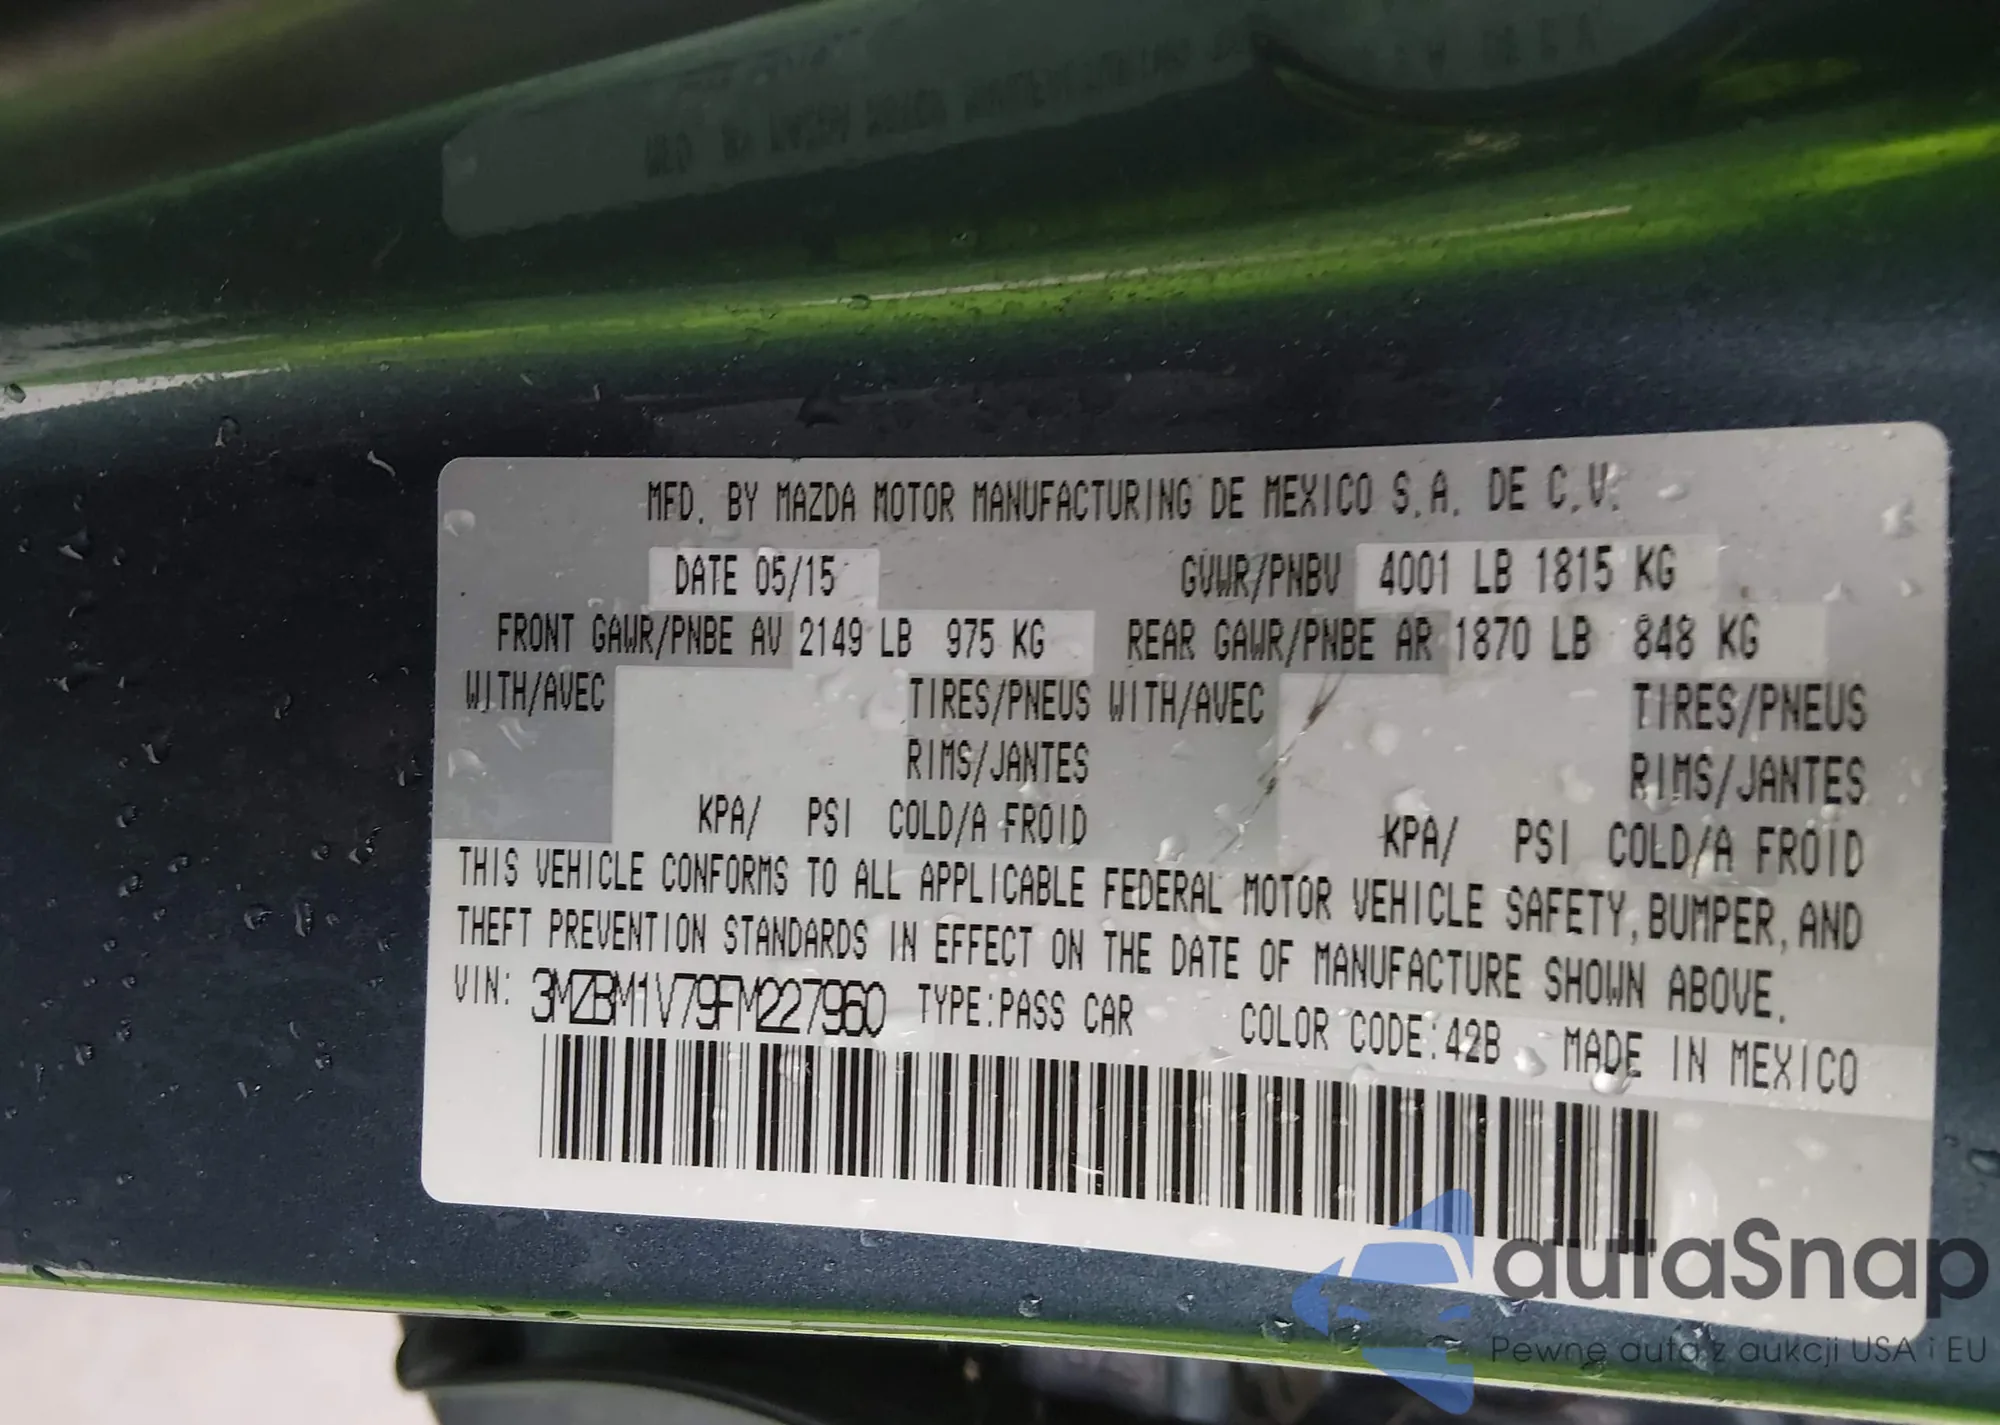 MFD. BY MAZDA MOTOR MANUFACTURING DE MEXICO S.A. DE C.V.
DATE 05/15 GVWR/PNBV 4001 LB 1815 KG
FRONT GAWR/PNBE AV 2149 LB 975 KG REAR GAWR/PNBE AR 1870 LB 848 KG
WITH/AVEC TIRES/PNEUS WITH/AVEC TIRES/PNEUS
RIMS/JANTES RIMS/JANTES
KPA/ PSI COLD/A FROID KPA/ PSI COLD/A FROID
THIS VEHICLE CONFORMS TO ALL APPLICABLE FEDERAL MOTOR VEHICLE SAFETY, BUMPER, AND
THEFT PREVENTION STANDARDS IN EFFECT ON THE DATE OF MANUFACTURE SHOWN ABOVE.
VIN: 3MZBM1V79FM227960 TYPE: PASS CAR COLOR CODE: 42B MADE IN MEXICO
autaSnap
Pewne auta z aukcji USA i EU